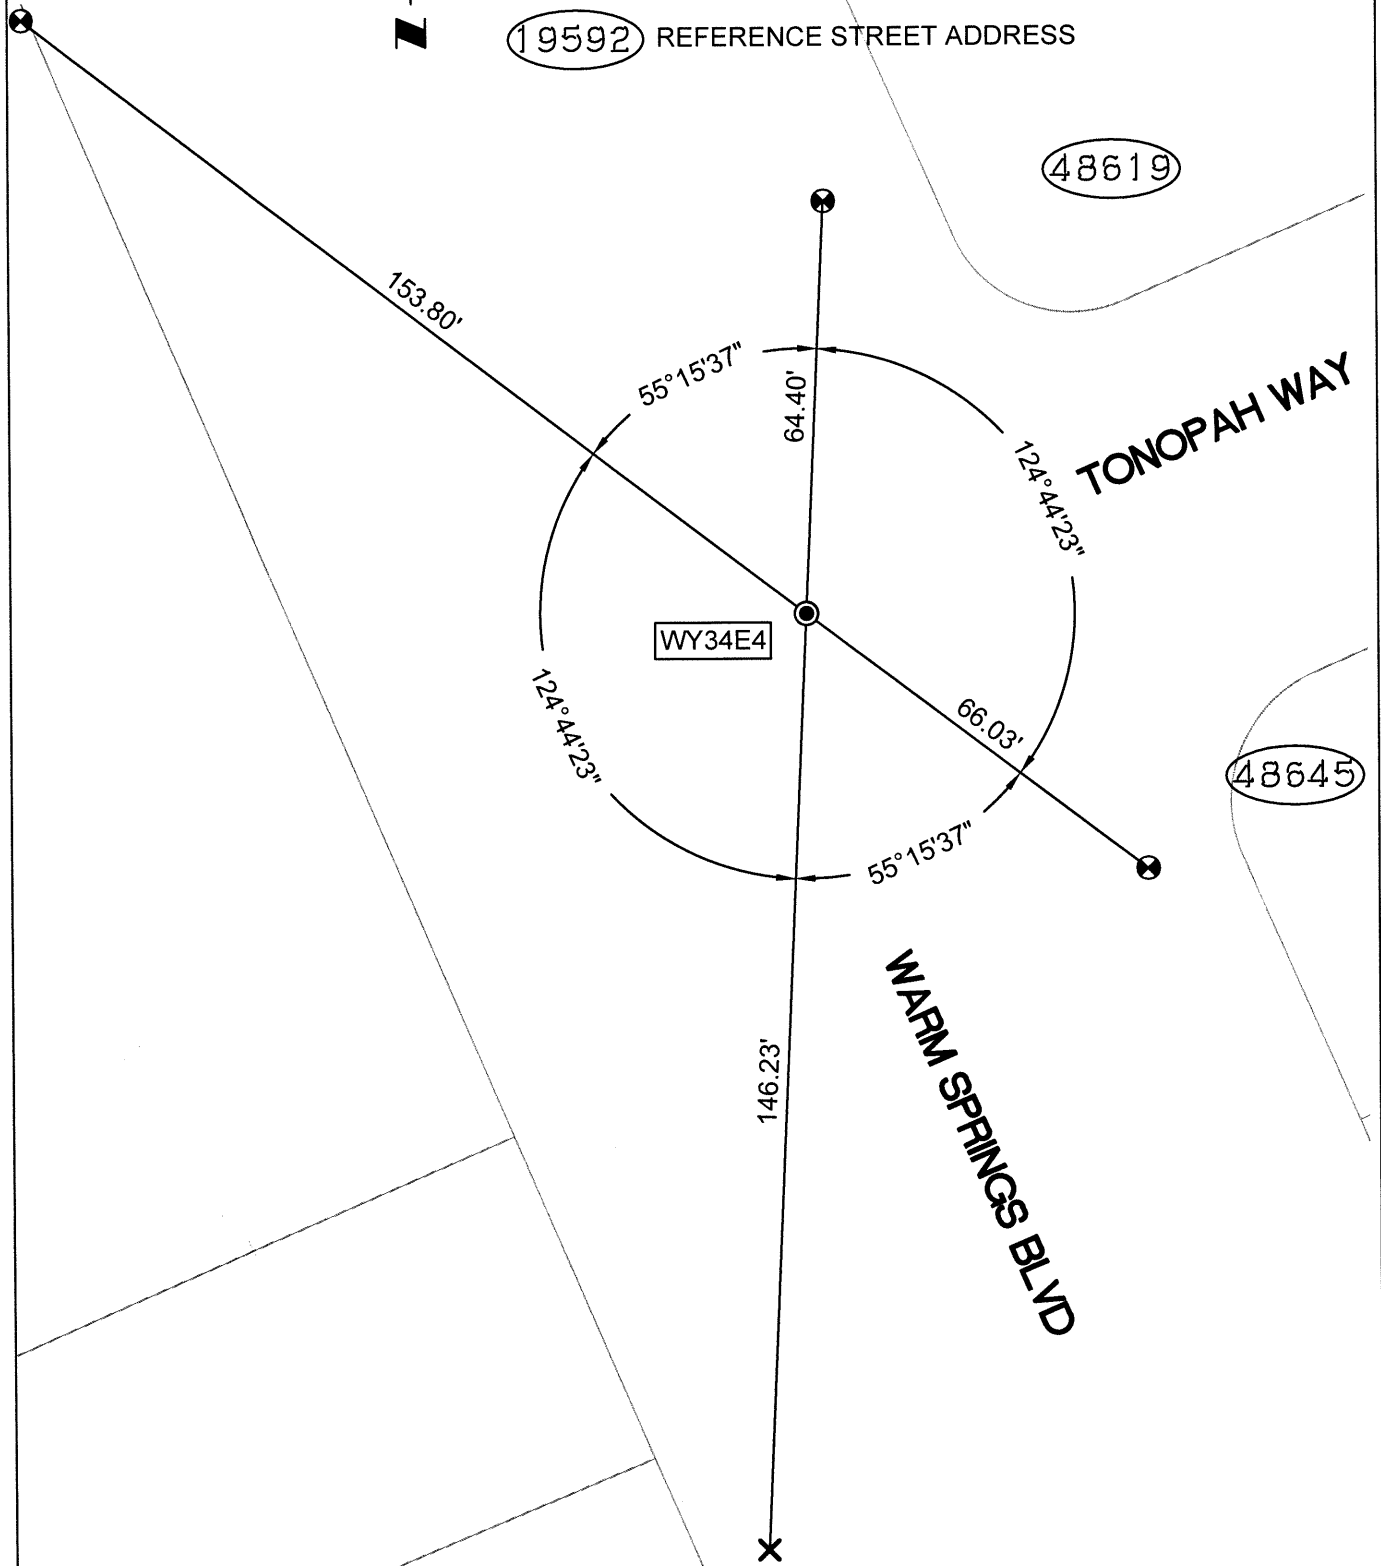 19592 REFERENCE STREET ADDRESS
48619
153.80'
55°15'37"
64.40'
TONOPAH WAY
124°44'23"
WY34E4
124°44'23"
66.03'
48645
55°15'37"
WARM SPRINGS BLVD
146.23'